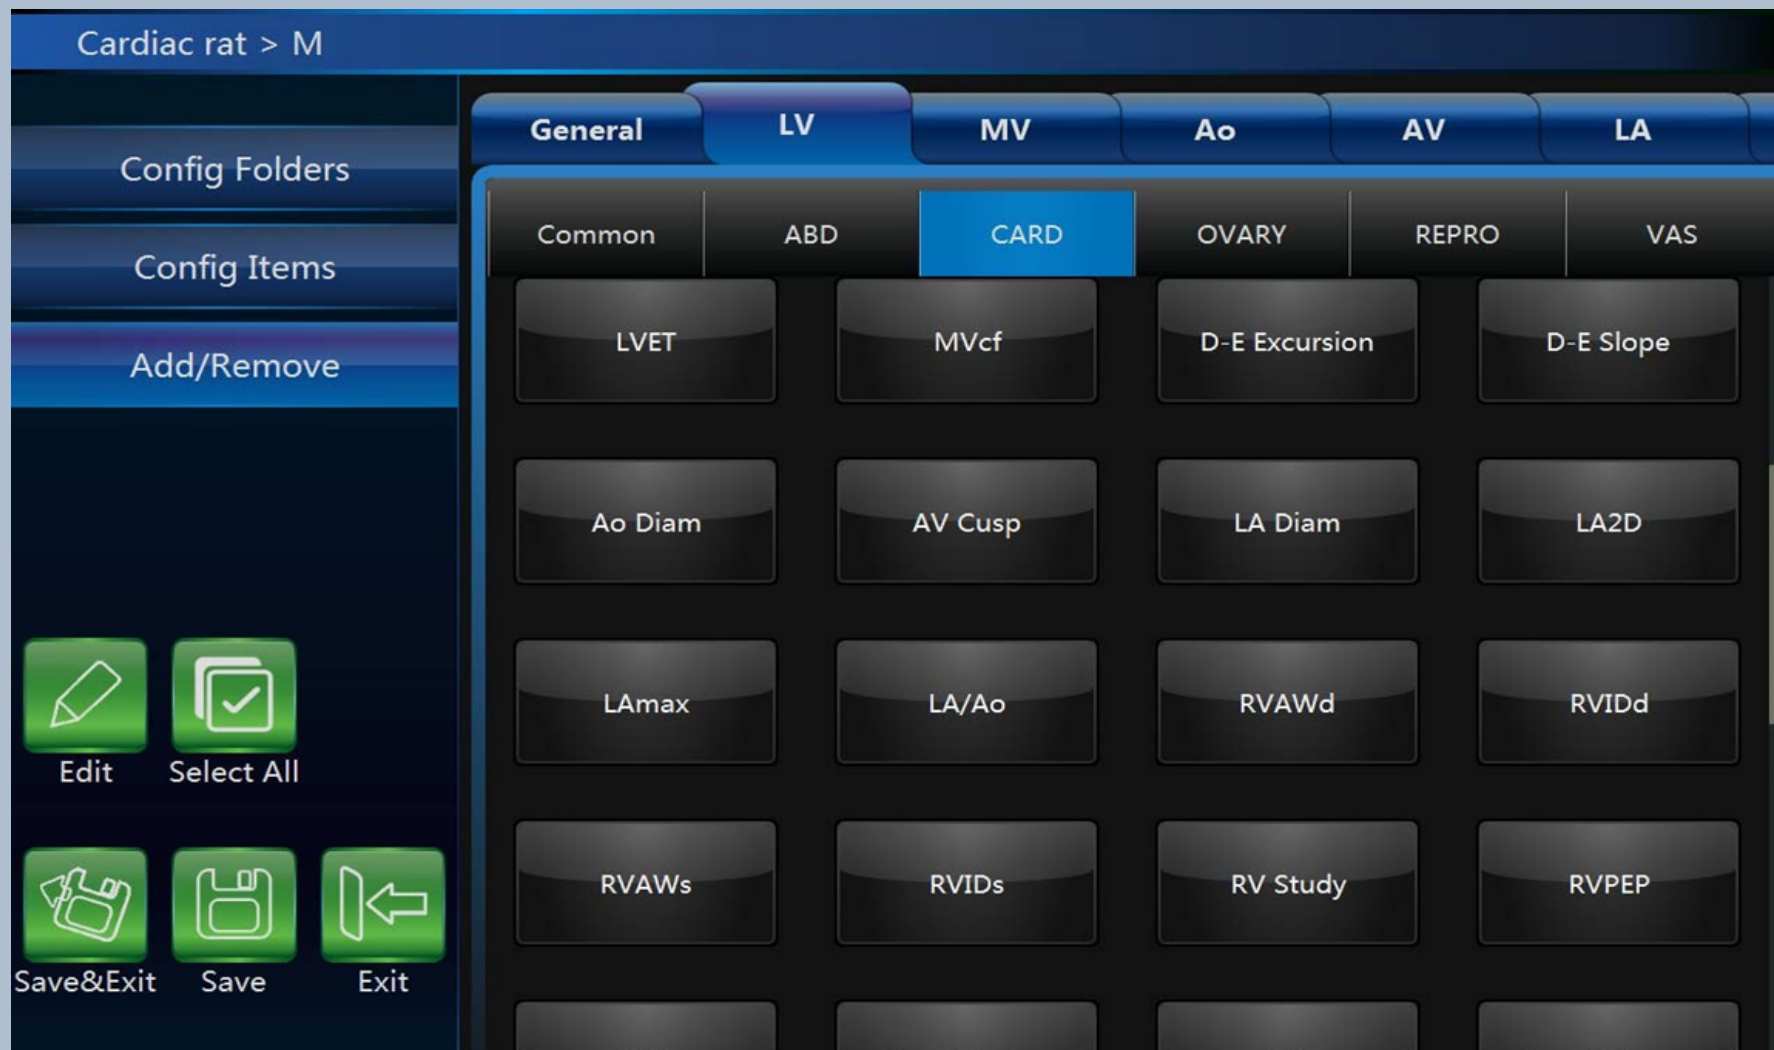 Cardiac rat > M
Config Folders
Config Items
Add/Remove
Edit Select All
Save&Exit Save Exit
General LV MV Ao AV LA
Common ABD CARD OVARY REPRO VAS
LVET MVcf D-E Excursion D-E Slope
Ao Diam AV Cusp LA Diam LA2D
LAmax LA/Ao RVAWd RVIDd
RVAWs RVIDs RV Study RVPEP